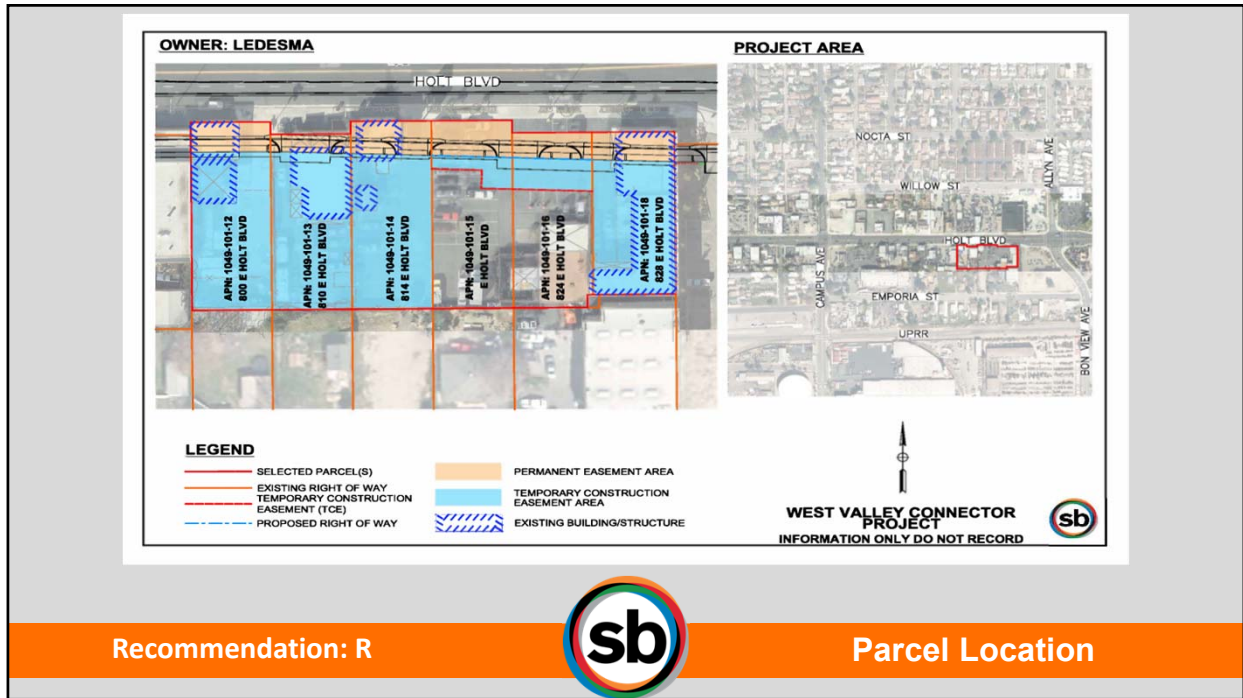 OWNER: LEDESMA
HOLT BLVD
APN: 1049-101-12
800 E HOLT BLVD
APN: 1049-101-13
810 E HOLT BLVD
APN: 1049-101-14
814 E HOLT BLVD
APN: 1049-101-15
E HOLT BLVD
APN: 1049-101-16
824 E HOLT BLVD
APN: 1049-101-18
828 E HOLT BLVD
PROJECT AREA
NOCTA ST
WILLOW ST
ALLYN AVE
HOLT BLVD
CAMPUS AVE
EMPORIA ST
UPRR
BON VIEW AVE
LEGEND
SELECTED PARCEL(S)
EXISTING RIGHT OF WAY
TEMPORARY CONSTRUCTION
EASEMENT (TCE)
PROPOSED RIGHT OF WAY
PERMANENT EASEMENT AREA
TEMPORARY CONSTRUCTION
EASEMENT AREA
EXISTING BUILDING/STRUCTURE
WEST VALLEY CONNECTOR
PROJECT
INFORMATION ONLY DO NOT RECORD
sb
Recommendation: R
sb
Parcel Location